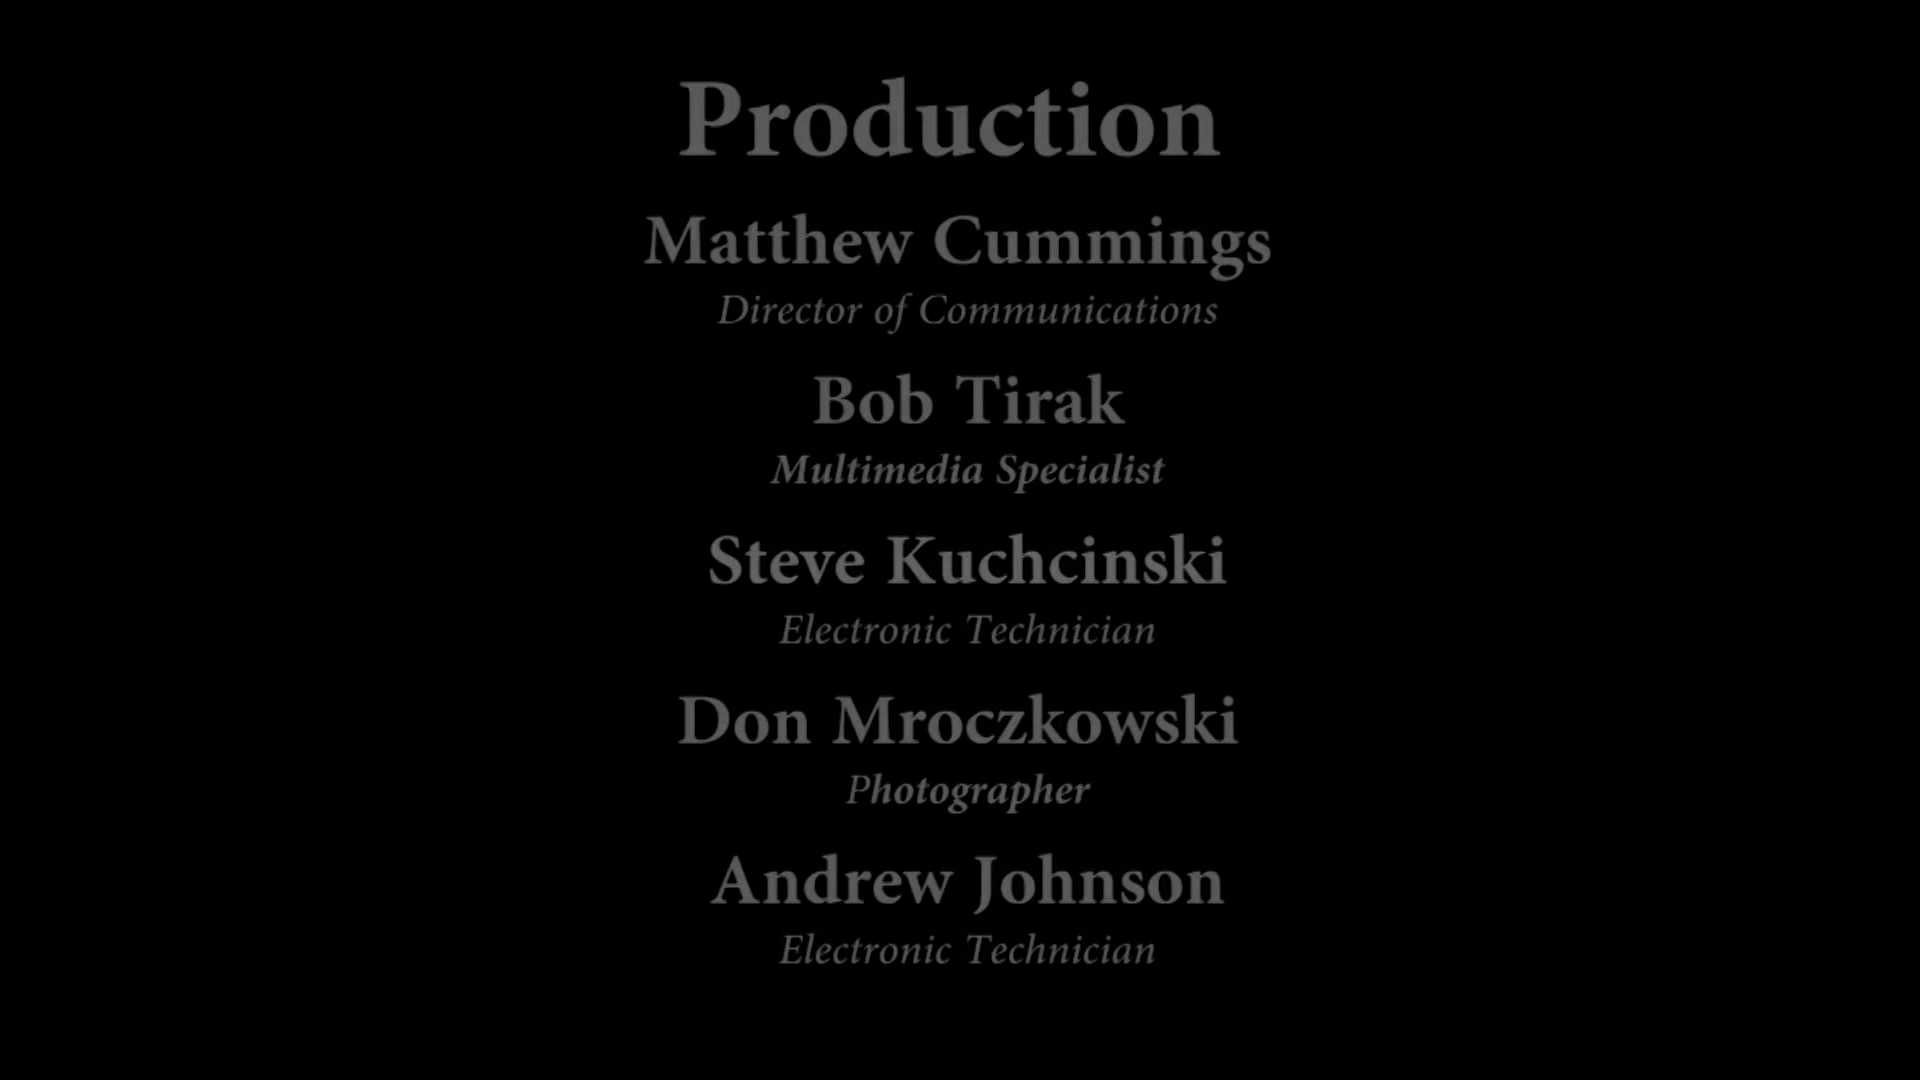 Production
Matthew Cummings
Director of Communications
Bob Tirak
Multimedia Specialist
Steve Kuchcinski
Electronic Technician
Don Mroczkowski
Photographer
Andrew Johnson
Electronic Technician